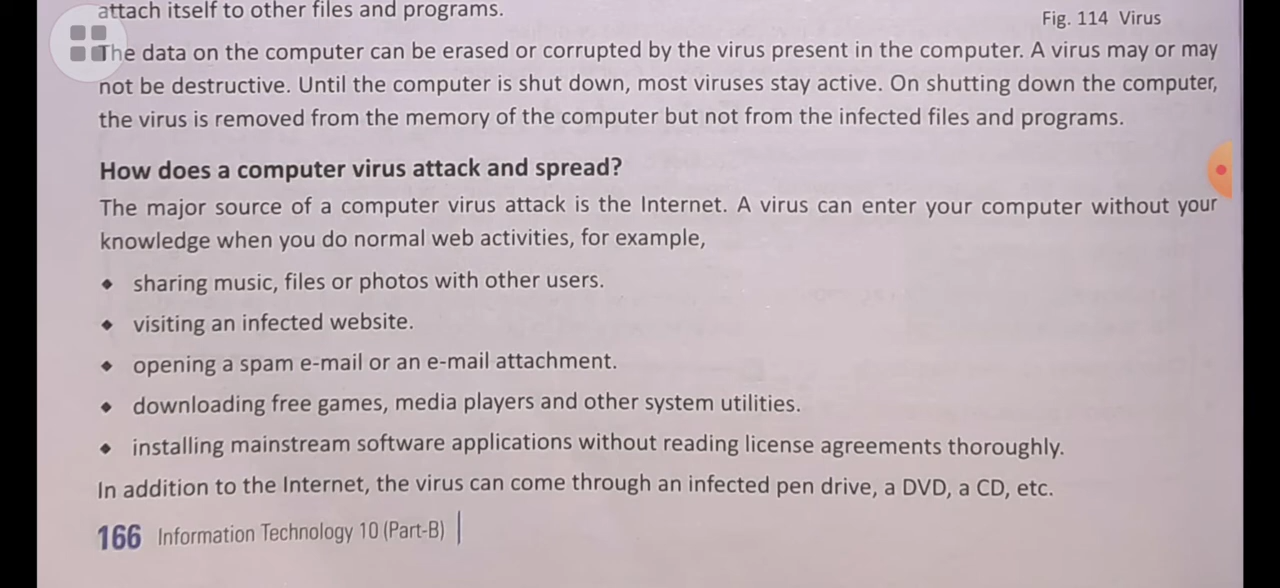 attach itself to other files and programs.
Fig. 114 Virus
The data on the computer can be erased or corrupted by the virus present in the computer. A virus may or may
not be destructive. Until the computer is shut down, most viruses stay active. On shutting down the computer,
the virus is removed from the memory of the computer but not from the infected files and programs.
How does a computer virus attack and spread?
The major source of a computer virus attack is the Internet. A virus can enter your computer without your
knowledge when you do normal web activities, for example,
◆ sharing music, files or photos with other users.
◆ visiting an infected website.
◆ opening a spam e-mail or an e-mail attachment.
◆ downloading free games, media players and other system utilities.
◆ installing mainstream software applications without reading license agreements thoroughly.
In addition to the Internet, the virus can come through an infected pen drive, a DVD, a CD, etc.
166 Information Technology 10 (Part-B)